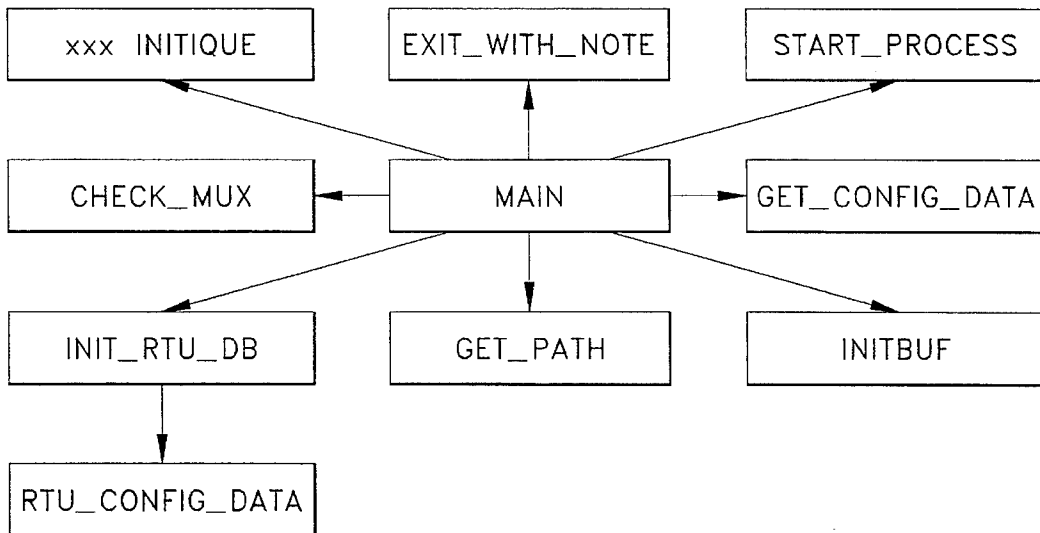 xxx INITIQUE
EXIT_WITH_NOTE
START_PROCESS
CHECK_MUX
MAIN
GET_CONFIG_DATA
INIT_RTU_DB
GET_PATH
INITBUF
RTU_CONFIG_DATA